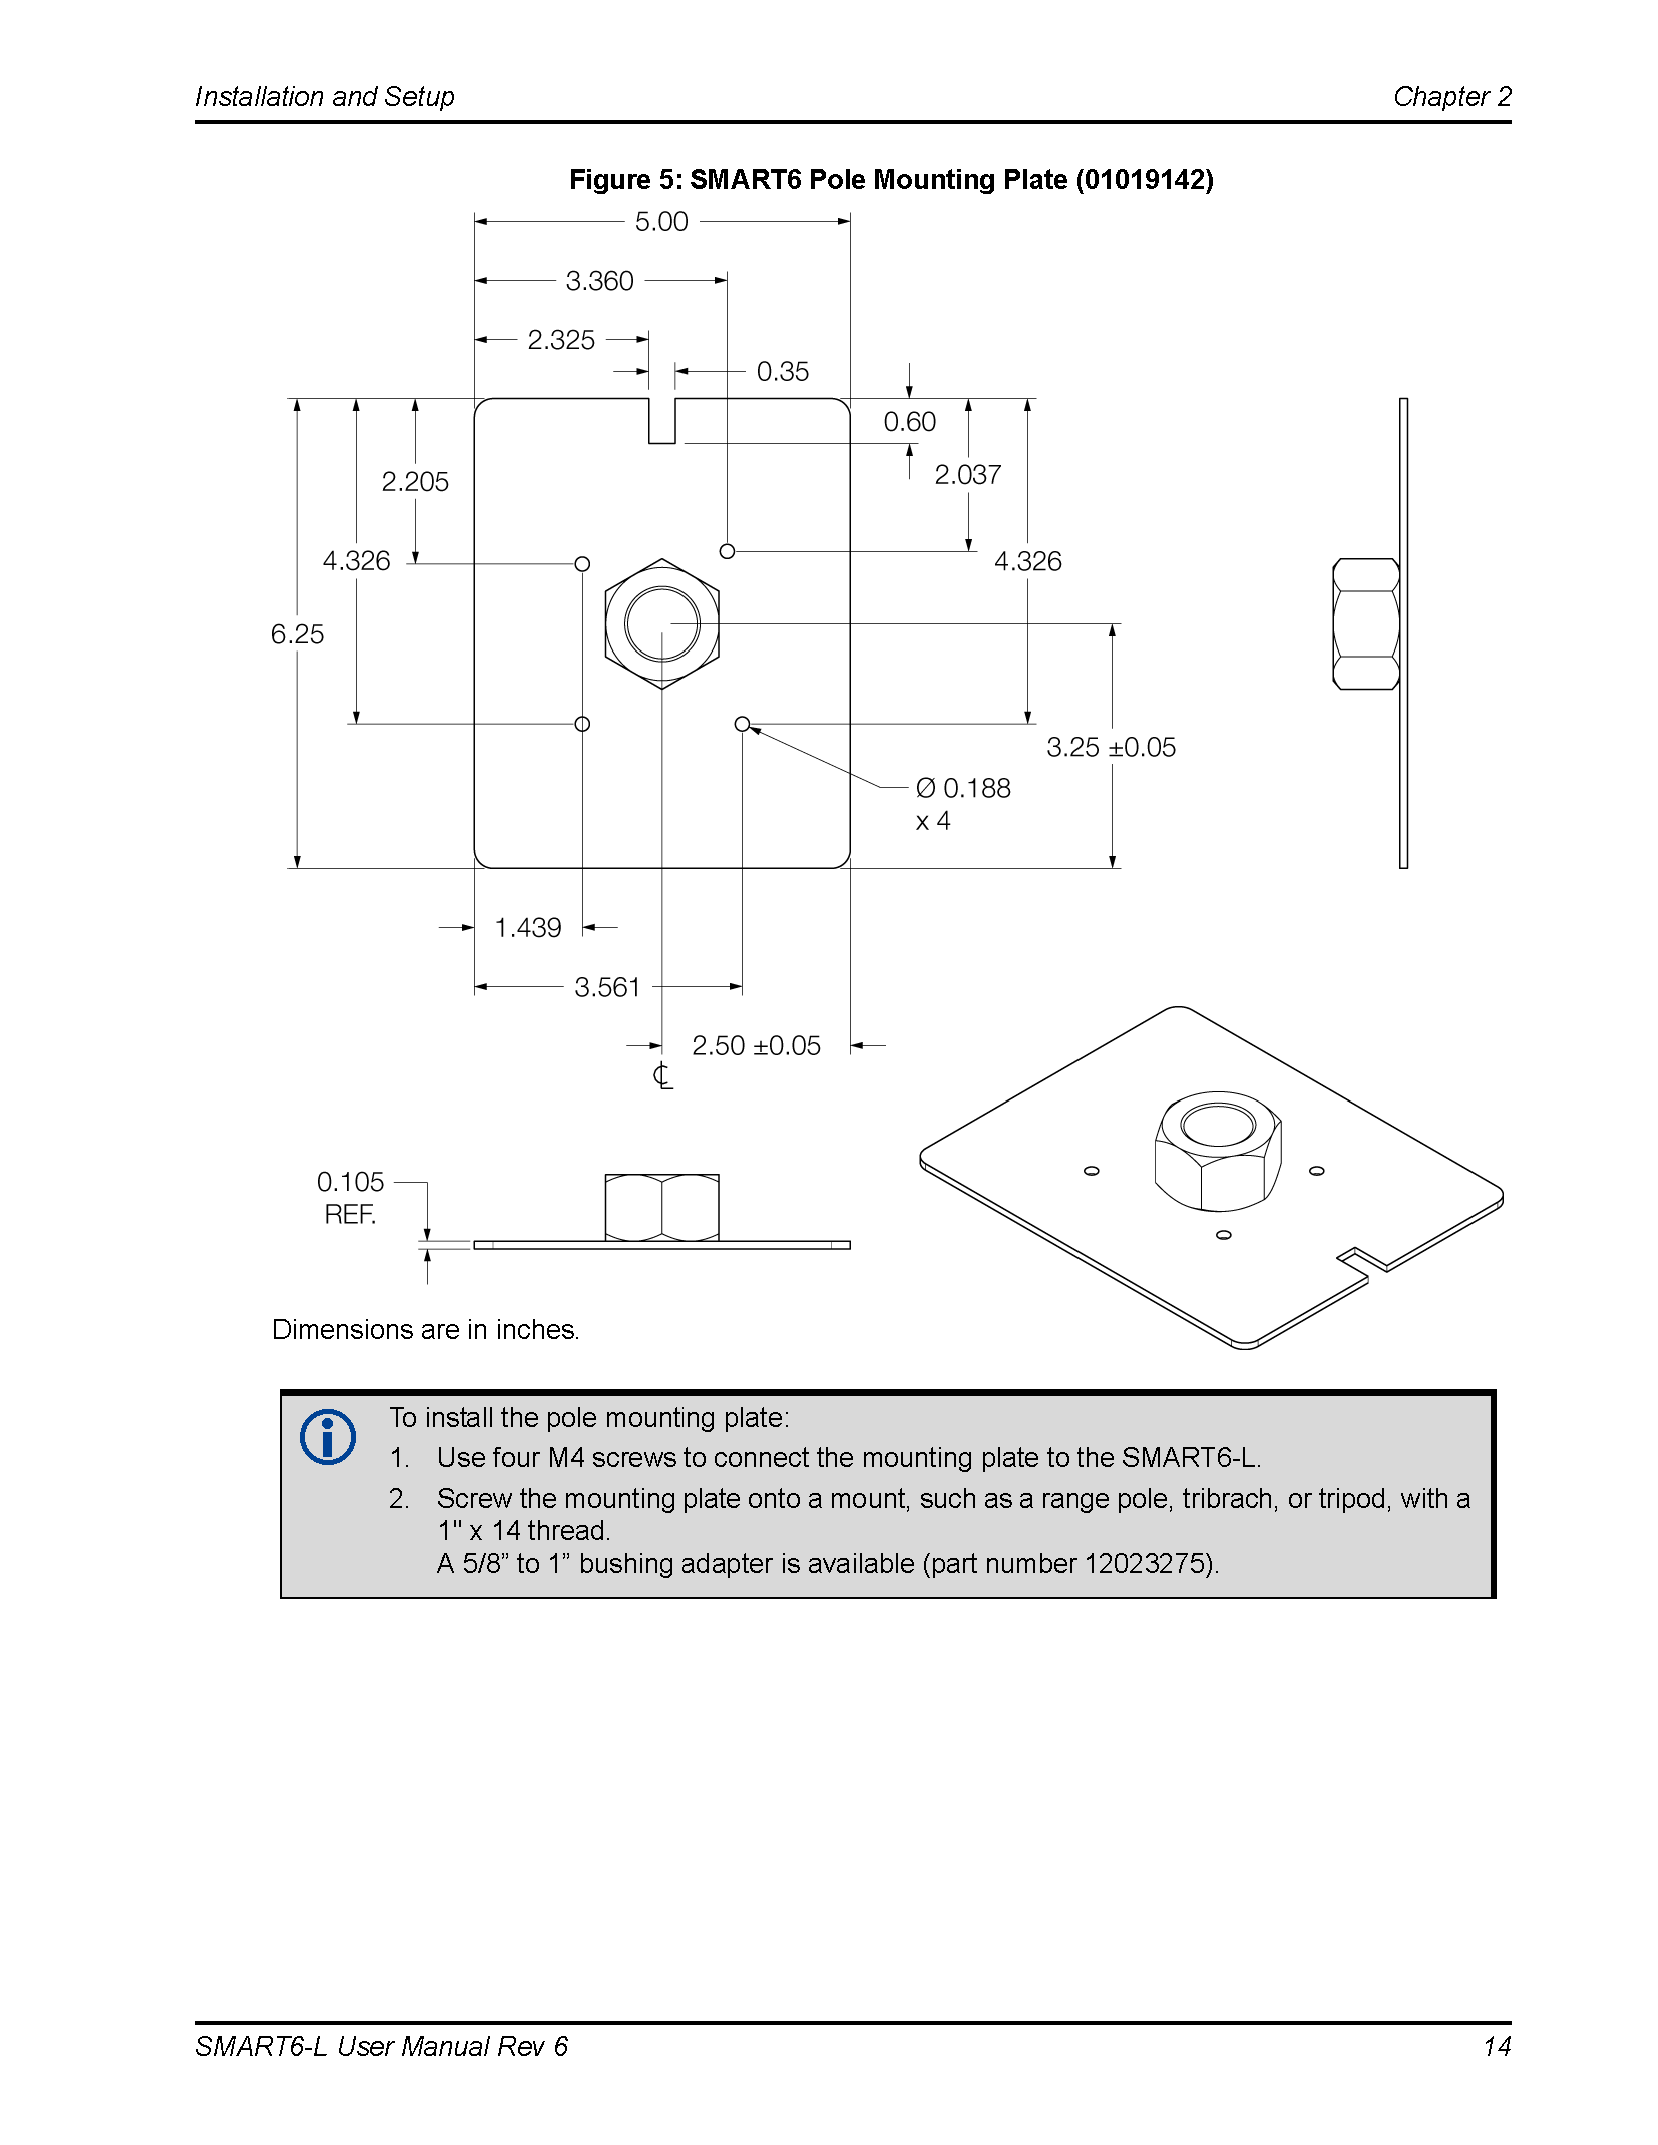 Installation and Setup Chapter 2
Figure 5: SMART6 Pole Mounting Plate (01019142)
5.00
3.360
2.325
0.35
0.60
2.037
2.205
4.326
4.326
6.25
3.25 ±0.05
Ø 0.188
x 4
1.439
3.561
2.50 ±0.05
℄
0.105
REF.
Dimensions are in inches.
To install the pole mounting plate:
1. Use four M4 screws to connect the mounting plate to the SMART6-L.
2. Screw the mounting plate onto a mount, such as a range pole, tribrach, or tripod, with a
1" x 14 thread.
A 5/8” to 1” bushing adapter is available (part number 12023275).
SMART6-L User Manual Rev 6 14